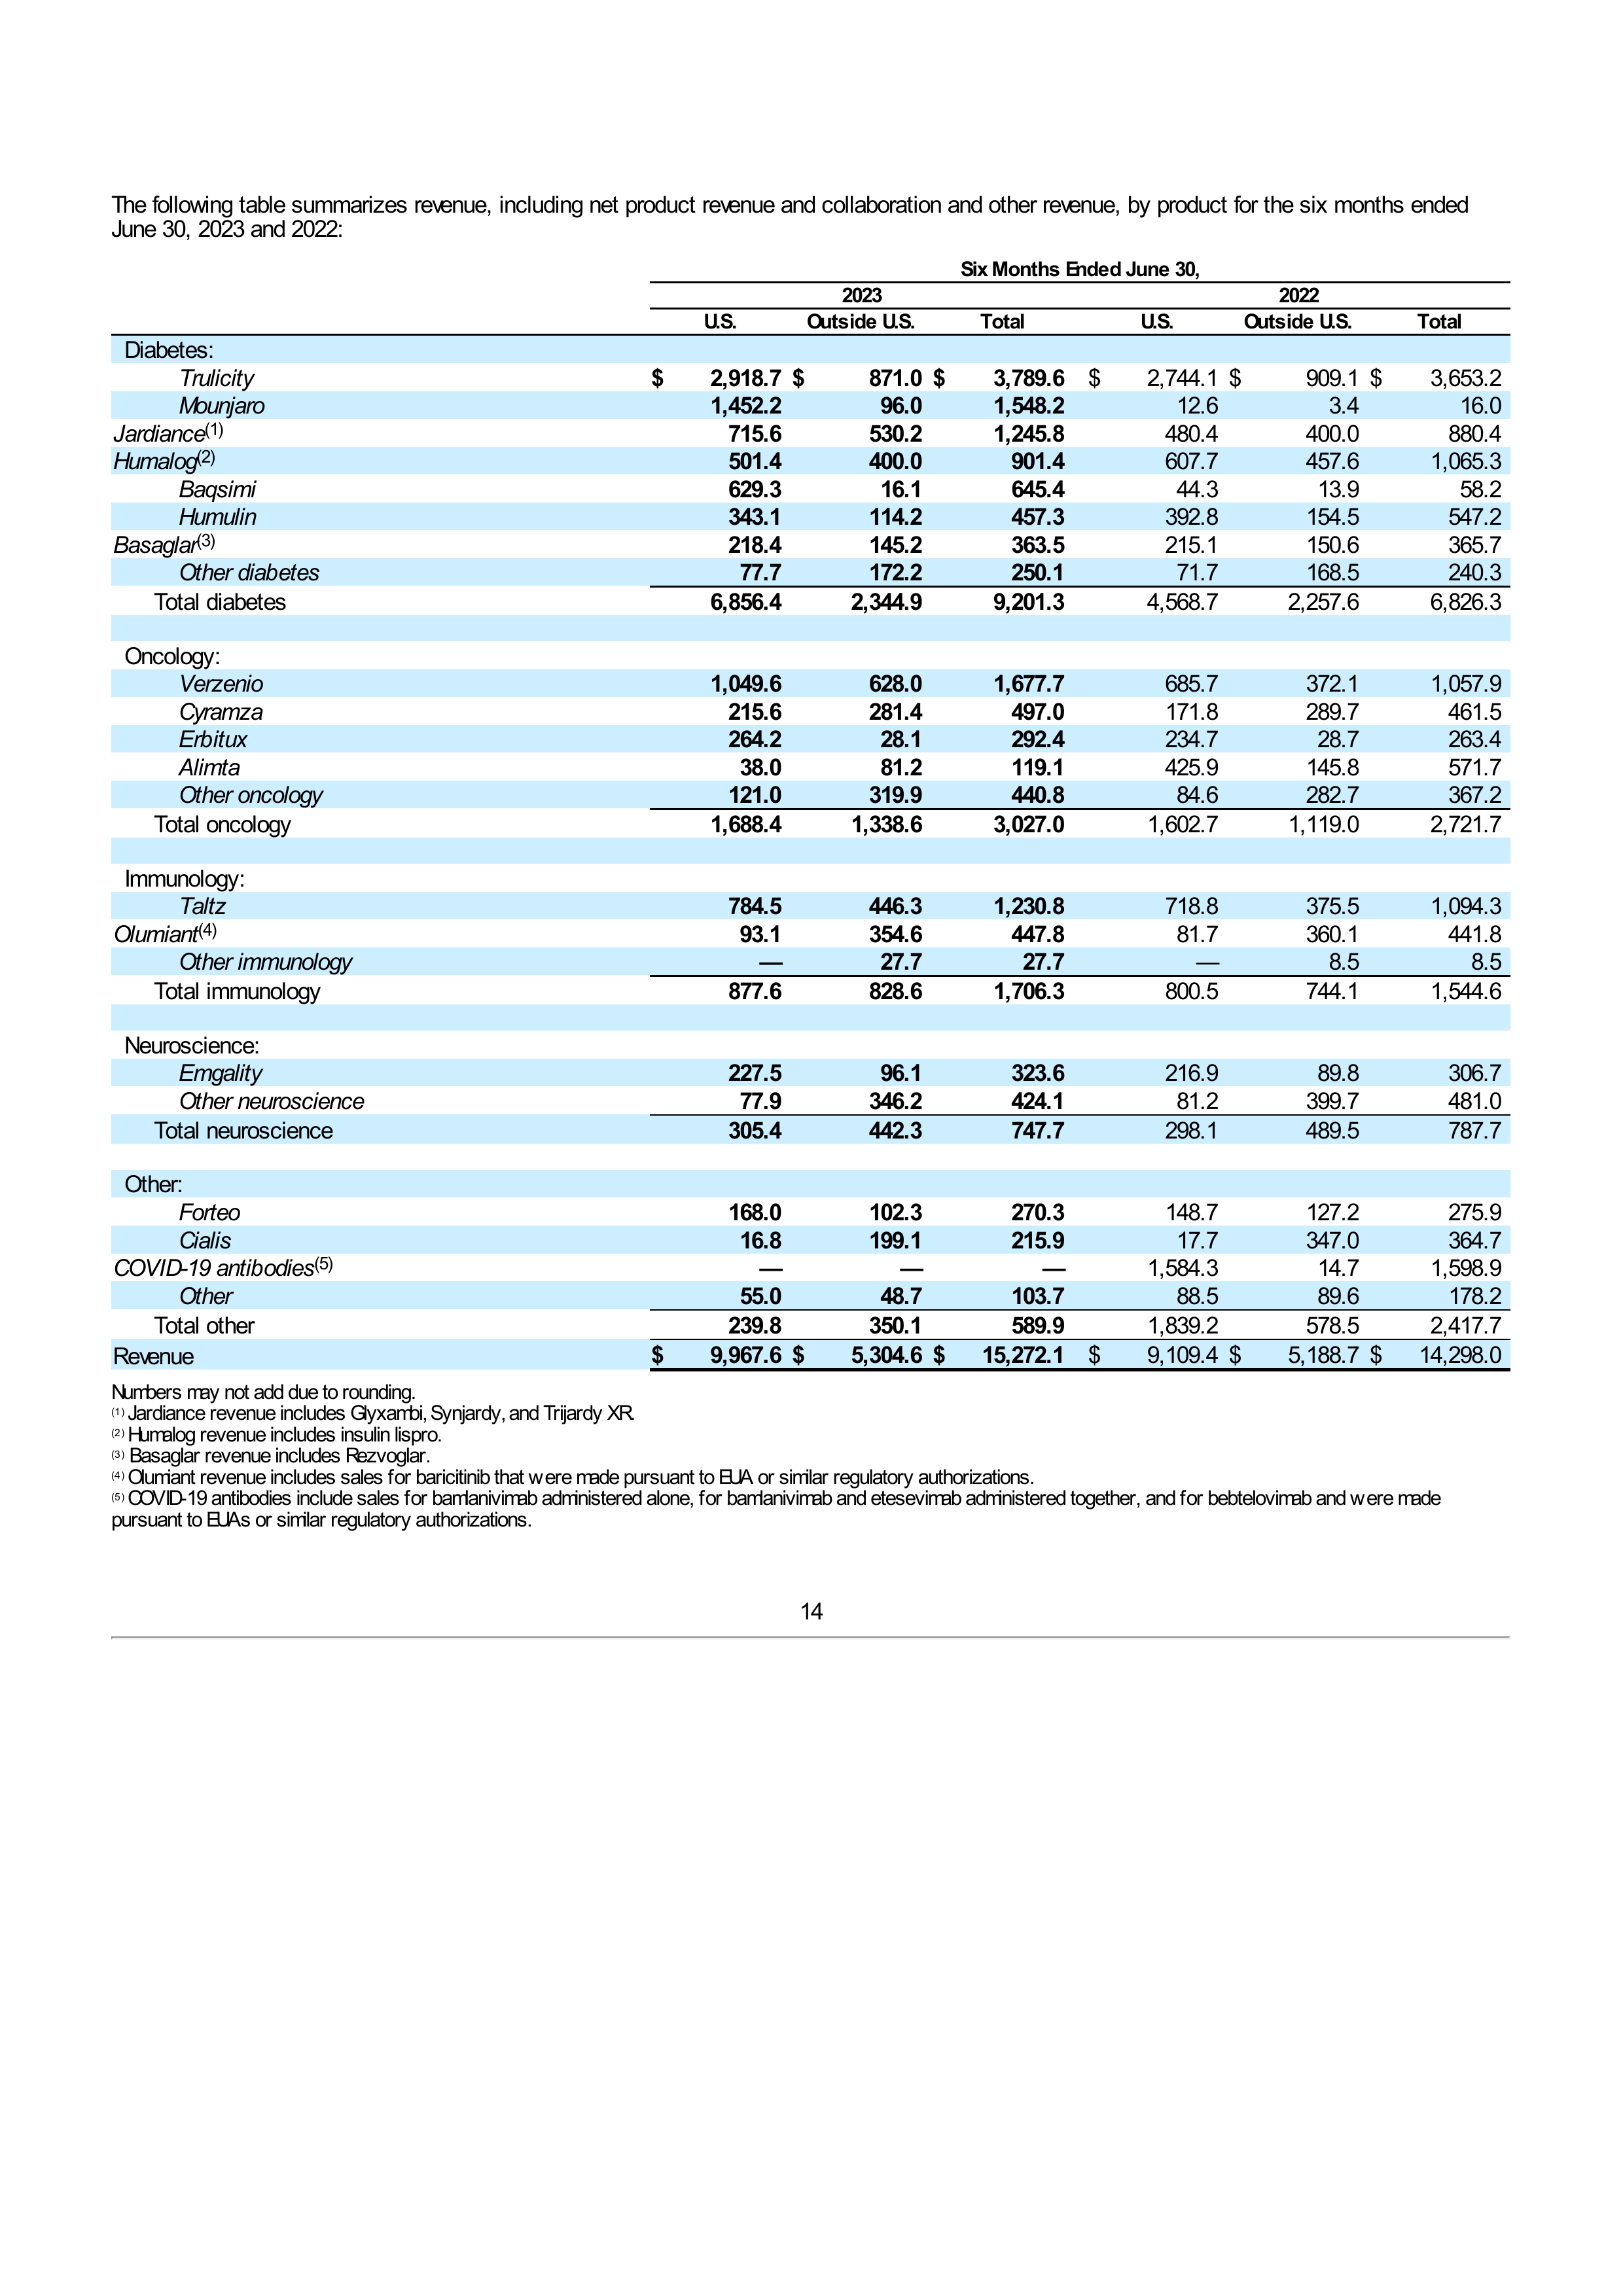 The following table summarizes revenue, including net product revenue and collaboration and other revenue, by product for the six months ended
June 30, 2023 and 2022:
Six Months Ended June 30,
2023 2022
U.S. Outside U.S. Total U.S. Outside U.S. Total
Diabetes:
Trulicity $ 2,918.7 $ 871.0 $ 3,789.6 $ 2,744.1 $ 909.1 $ 3,653.2
Mounjaro 1,452.2 96.0 1,548.2 12.6 3.4 16.0
Jardiance(1) 715.6 530.2 1,245.8 480.4 400.0 880.4
Humalog(2) 501.4 400.0 901.4 607.7 457.6 1,065.3
Baqsimi 629.3 16.1 645.4 44.3 13.9 58.2
Humulin 343.1 114.2 457.3 392.8 154.5 547.2
Basaglar(3) 218.4 145.2 363.5 215.1 150.6 365.7
Other diabetes 77.7 172.2 250.1 71.7 168.5 240.3
Total diabetes 6,856.4 2,344.9 9,201.3 4,568.7 2,257.6 6,826.3
Oncology:
Verzenio 1,049.6 628.0 1,677.7 685.7 372.1 1,057.9
Cyramza 215.6 281.4 497.0 171.8 289.7 461.5
Erbitux 264.2 28.1 292.4 234.7 28.7 263.4
Alimta 38.0 81.2 119.1 425.9 145.8 571.7
Other oncology 121.0 319.9 440.8 84.6 282.7 367.2
Total oncology 1,688.4 1,338.6 3,027.0 1,602.7 1,119.0 2,721.7
Immunology:
Taltz 784.5 446.3 1,230.8 718.8 375.5 1,094.3
Olumiant(4) 93.1 354.6 447.8 81.7 360.1 441.8
Other immunology — 27.7 27.7 — 8.5 8.5
Total immunology 877.6 828.6 1,706.3 800.5 744.1 1,544.6
Neuroscience:
Emgality 227.5 96.1 323.6 216.9 89.8 306.7
Other neuroscience 77.9 346.2 424.1 81.2 399.7 481.0
Total neuroscience 305.4 442.3 747.7 298.1 489.5 787.7
Other:
Forteo 168.0 102.3 270.3 148.7 127.2 275.9
Cialis 16.8 199.1 215.9 17.7 347.0 364.7
COVID-19 antibodies(5) — — — 1,584.3 14.7 1,598.9
Other 55.0 48.7 103.7 88.5 89.6 178.2
Total other 239.8 350.1 589.9 1,839.2 578.5 2,417.7
Revenue $ 9,967.6 $ 5,304.6 $ 15,272.1 $ 9,109.4 $ 5,188.7 $ 14,298.0
Numbers may not add due to rounding.
(1) Jardiance revenue includes Glyxambi, Synjardy, and Trijardy XR.
(2) Humalog revenue includes insulin lispro.
(3) Basaglar revenue includes Rezvoglar.
(4) Olumiant revenue includes sales for baricitinib that were made pursuant to EUA or similar regulatory authorizations.
(5) COVID-19 antibodies include sales for bamlanivimab administered alone, for bamlanivimab and etesevimab administered together, and for bebtelovimab and were made
pursuant to EUAs or similar regulatory authorizations.
14